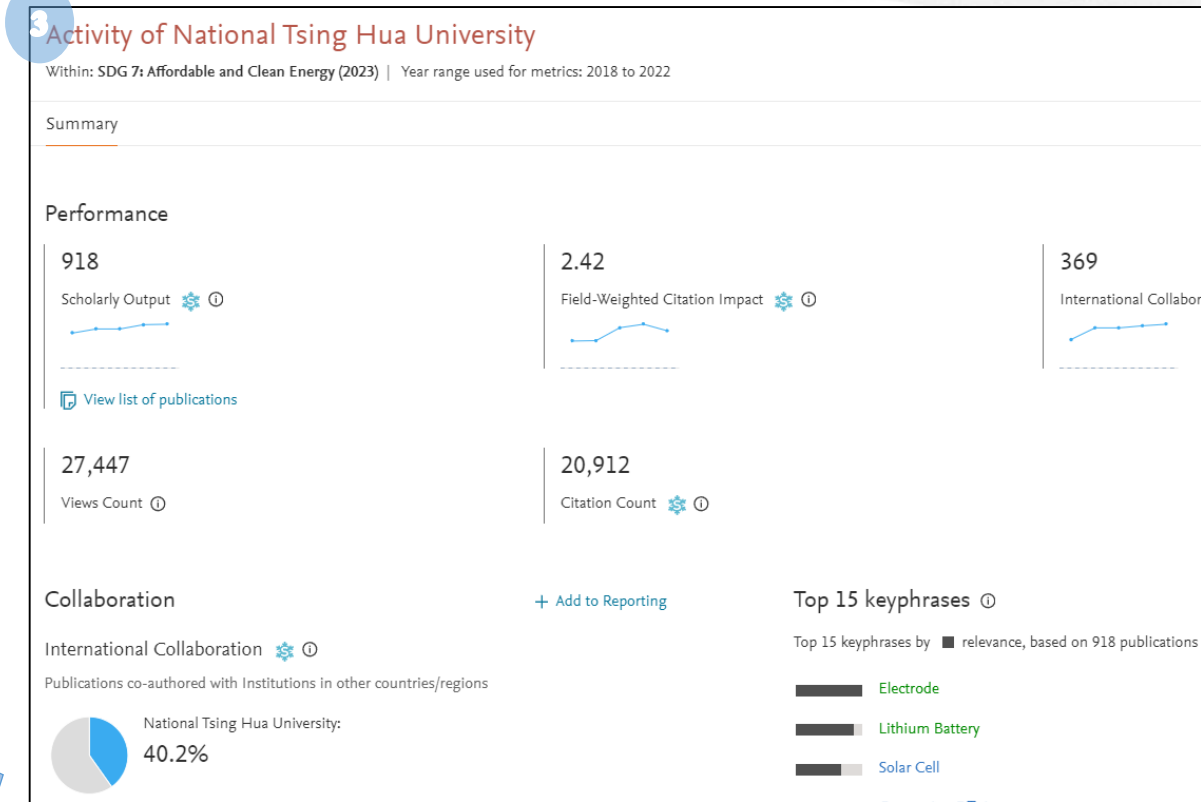 3
Activity of National Tsing Hua University
Within: SDG 7: Affordable and Clean Energy (2023) | Year range used for metrics: 2018 to 2022
Summary
Performance
918
Scholarly Output
View list of publications
2.42
Field-Weighted Citation Impact
369
International Collabor
27,447
Views Count
20,912
Citation Count
Collaboration
+ Add to Reporting
International Collaboration
Publications co-authored with Institutions in other countries/regions
National Tsing Hua University:
40.2%
Top 15 keyphrases
Top 15 keyphrases by relevance, based on 918 publications
Electrode
Lithium Battery
Solar Cell